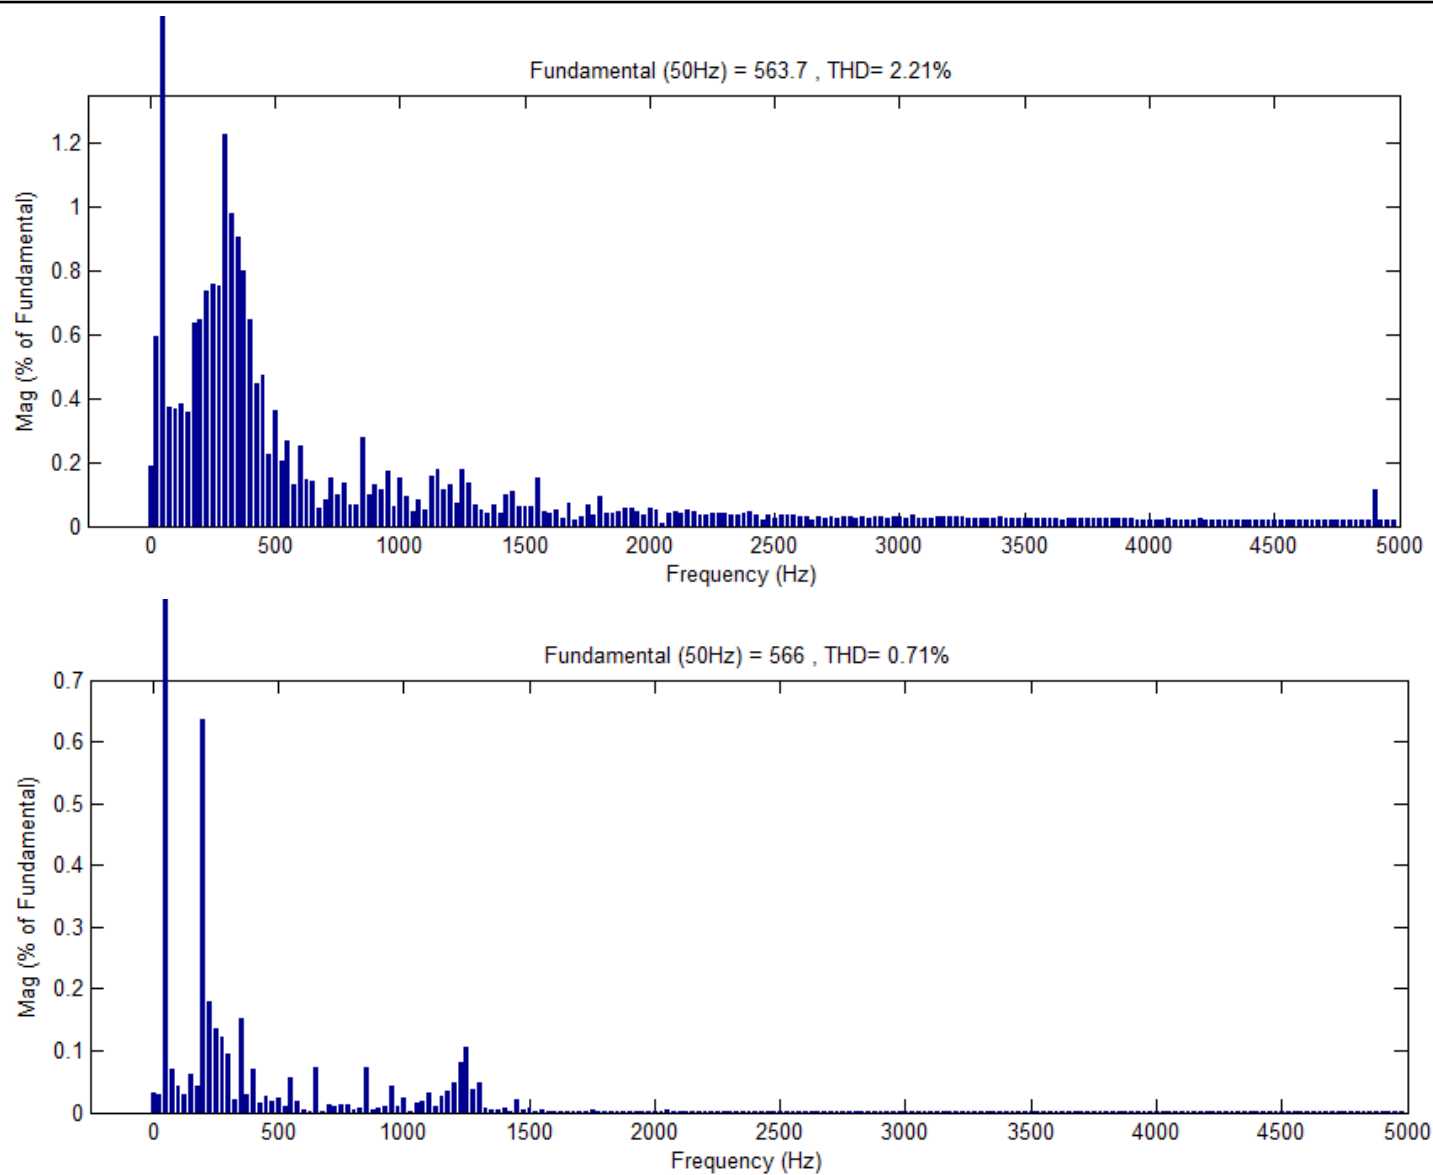 Fundamental (50Hz) = 563.7 , THD= 2.21%
Mag (% of Fundamental)
1.2
1
0.8
0.6
0.4
0.2
0
0 500 1000 1500 2000 2500 3000 3500 4000 4500 5000
Frequency (Hz)
Fundamental (50Hz) = 566 , THD= 0.71%
Mag (% of Fundamental)
0.7
0.6
0.5
0.4
0.3
0.2
0.1
0
0 500 1000 1500 2000 2500 3000 3500 4000 4500 5000
Frequency (Hz)